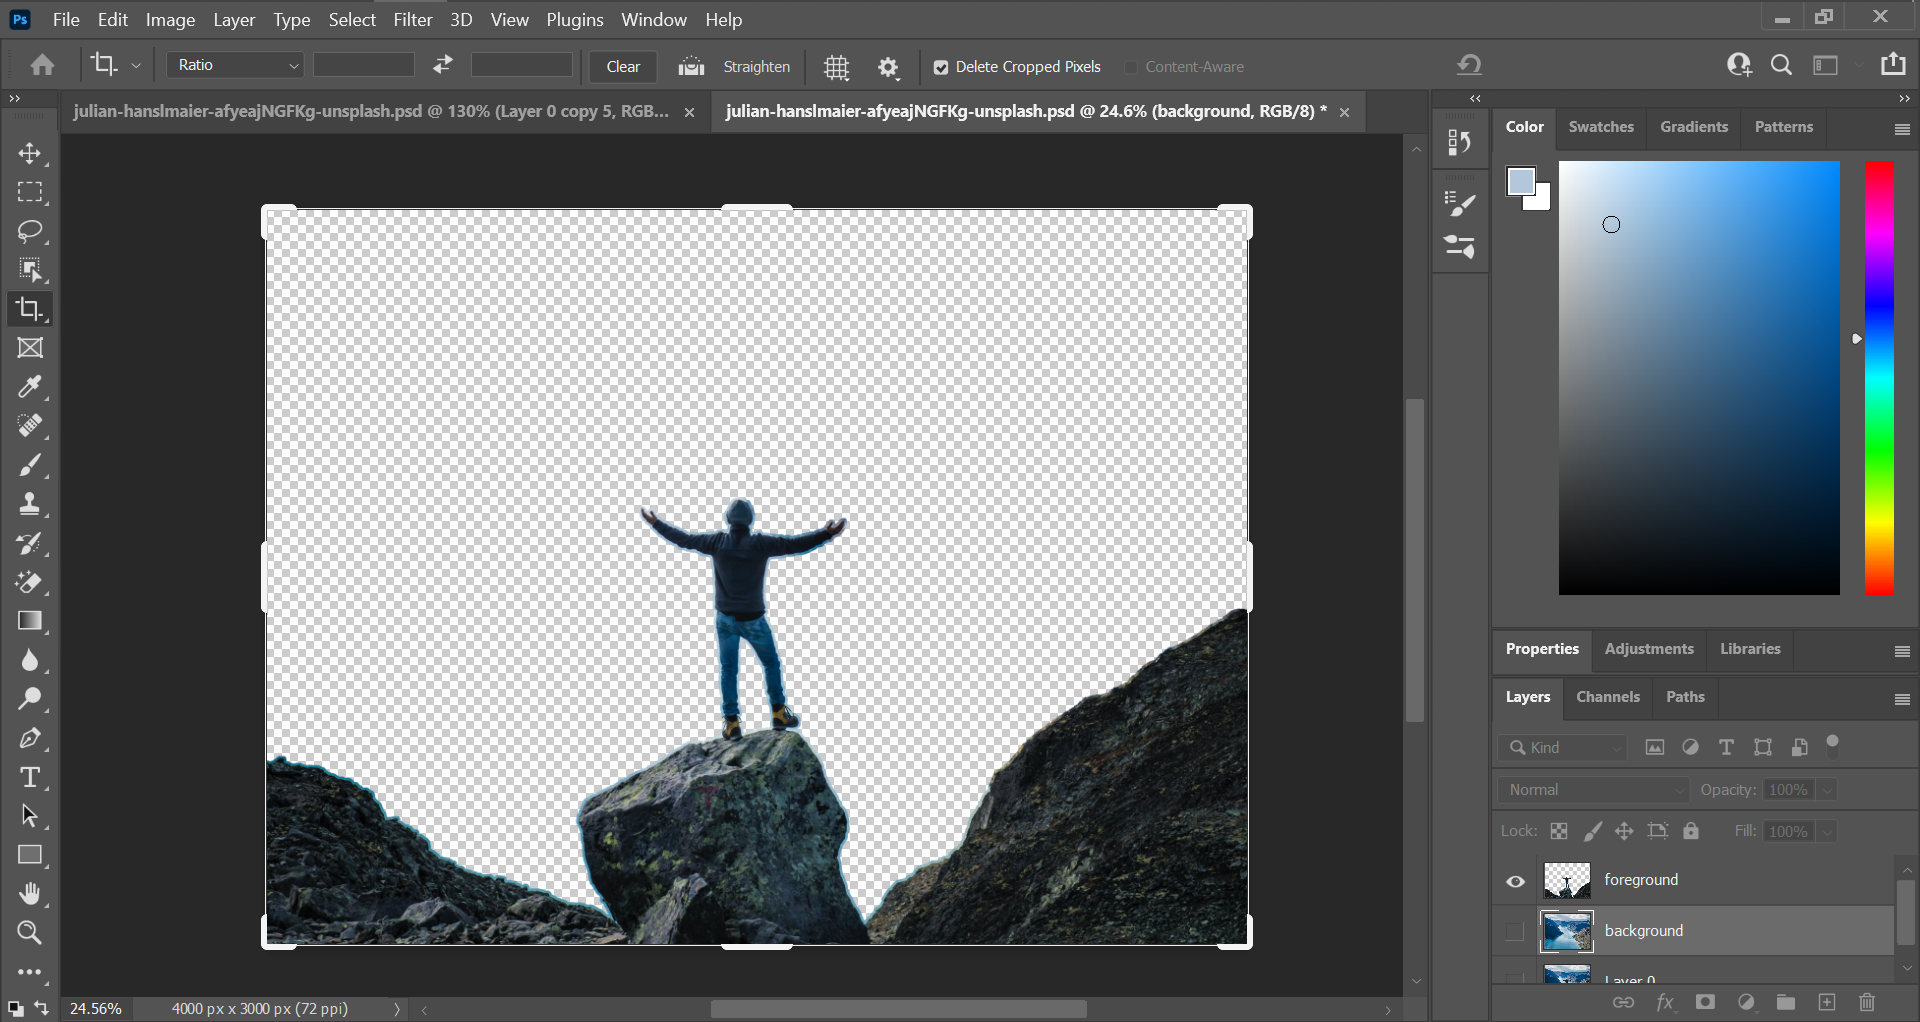 Ps File Edit Image Layer Type Select Filter 3D View Plugins Window Help
Ratio Clear Straighten Delete Cropped Pixels Content-Aware
julian-hanslmaier-afyeajNGFKg-unsplash.psd @ 130% (Layer 0 copy 5, RGB... × julian-hanslmaier-afyeajNGFKg-unsplash.psd @ 24.6% (background, RGB/8) * ×
Color Swatches Gradients Patterns
Properties Adjustments Libraries
Layers Channels Paths
Kind
Normal Opacity: 100%
Lock: Fill: 100%
foreground
background
Layer 0
24.56% 4000 px x 3000 px (72 ppi)